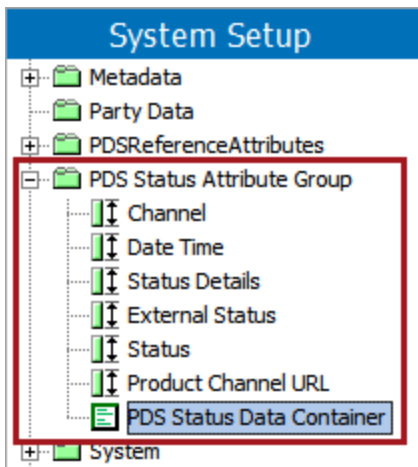 System Setup
Metadata
Party Data
PDSReferenceAttributes
PDS Status Attribute Group
Channel
Date Time
Status Details
External Status
Status
Product Channel URL
PDS Status Data Container
System